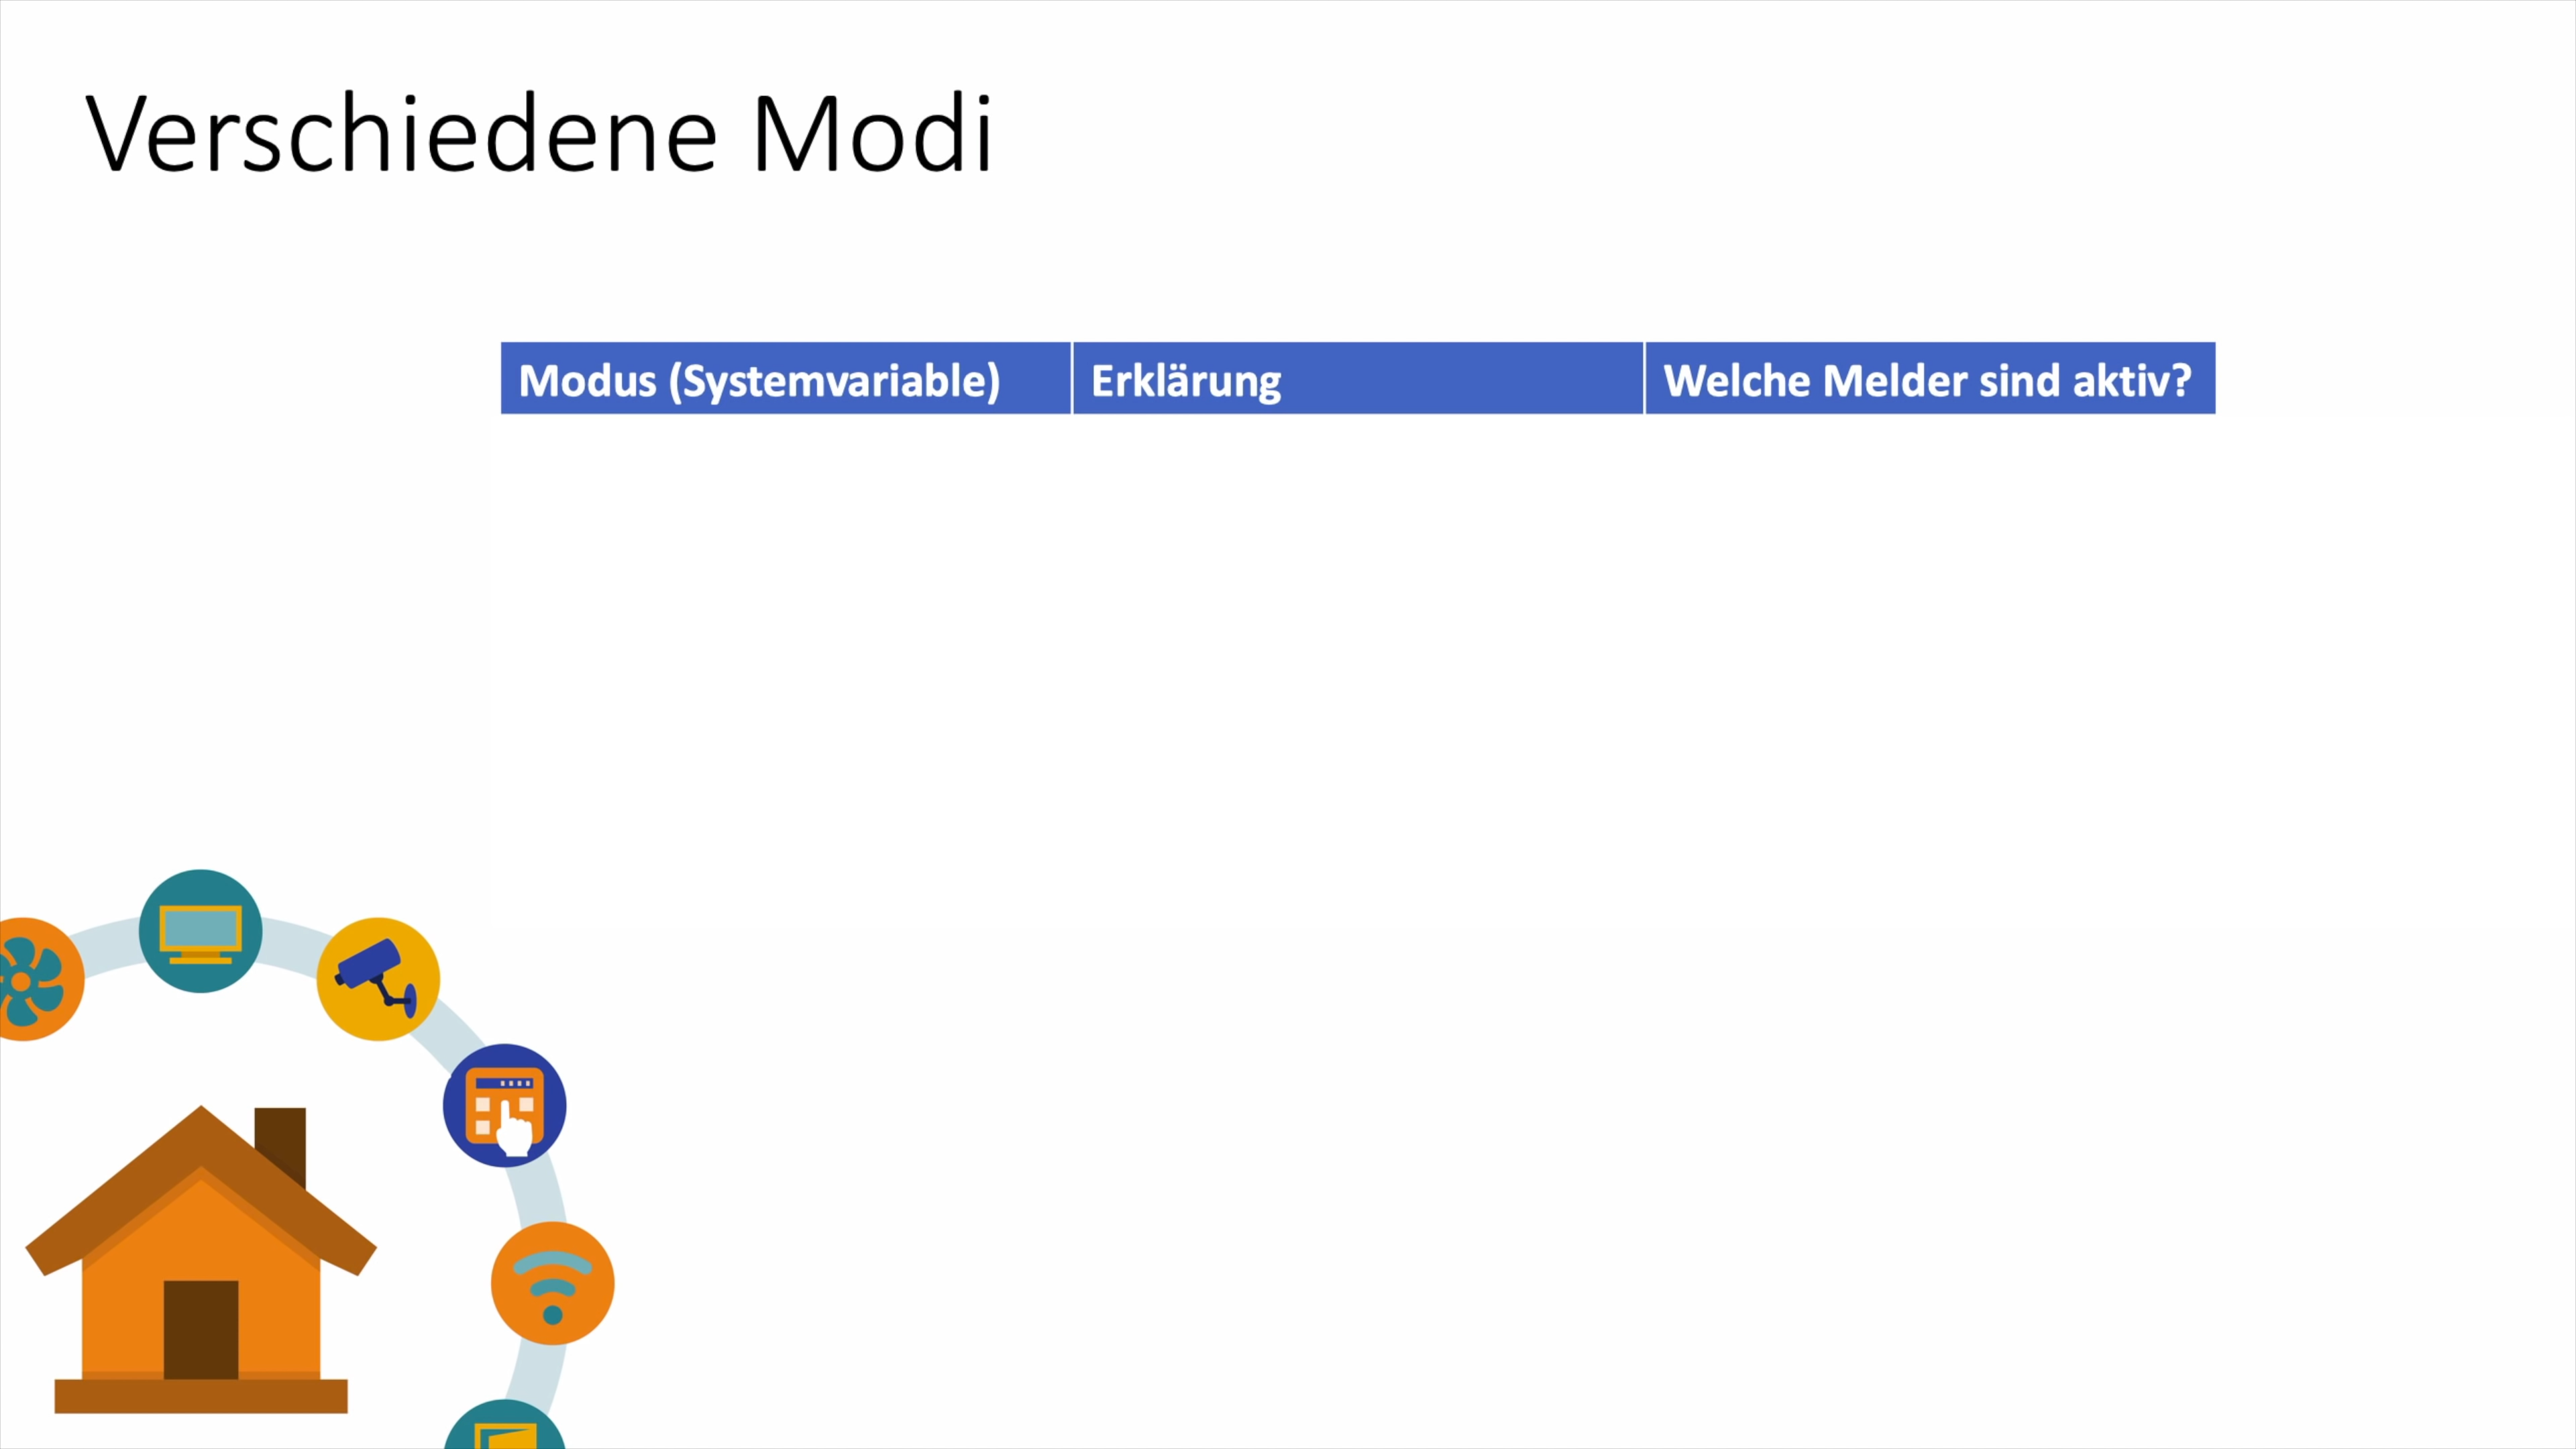 Verschiedene Modi
Modus (Systemvariable) Erklärung Welche Melder sind aktiv?